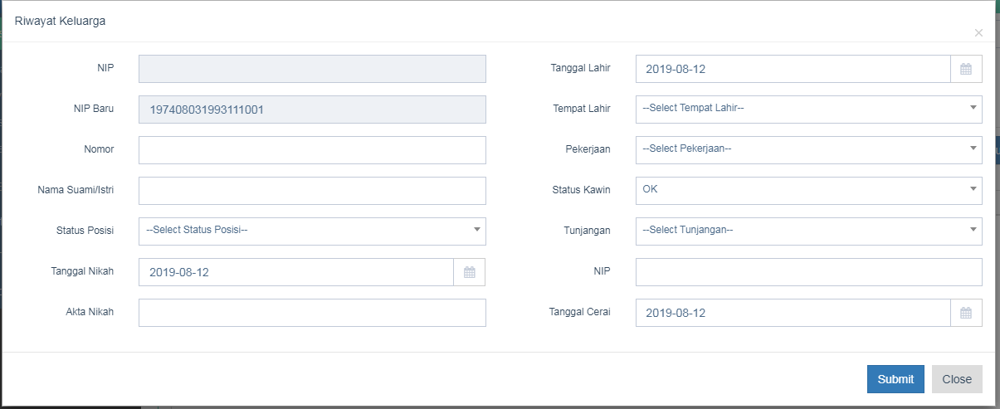 Riwayat Keluarga
×
NIP
NIP Baru 197408031993111001
Nomor
Nama Suami/Istri
Status Posisi --Select Status Posisi--
Tanggal Nikah 2019-08-12
Akta Nikah
Tanggal Lahir 2019-08-12
Tempat Lahir --Select Tempat Lahir--
Pekerjaan --Select Pekerjaan--
Status Kawin OK
Tunjangan --Select Tunjangan--
NIP
Tanggal Cerai 2019-08-12
Submit Close